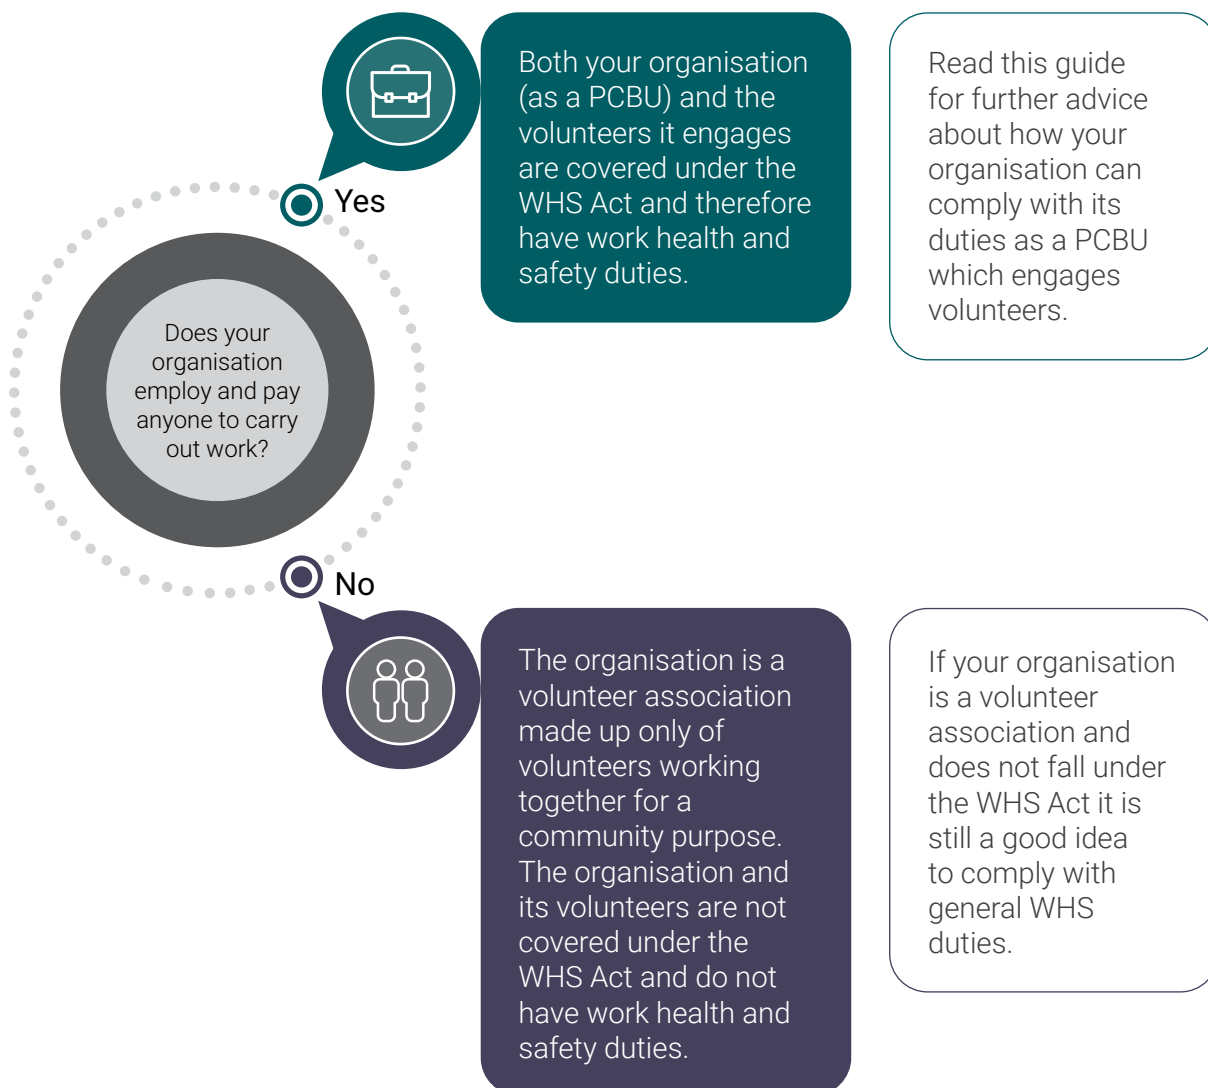 Does your
organisation
employ and pay
anyone to carry
out work?
Yes
Both your organisation
(as a PCBU) and the
volunteers it engages
are covered under the
WHS Act and therefore
have work health and
safety duties.
Read this guide
for further advice
about how your
organisation can
comply with its
duties as a PCBU
which engages
volunteers.
No
The organisation is a
volunteer association
made up only of
volunteers working
together for a
community purpose.
The organisation and
its volunteers are not
covered under the
WHS Act and do not
have work health and
safety duties.
If your organisation
is a volunteer
association and
does not fall under
the WHS Act it is
still a good idea
to comply with
general WHS
duties.